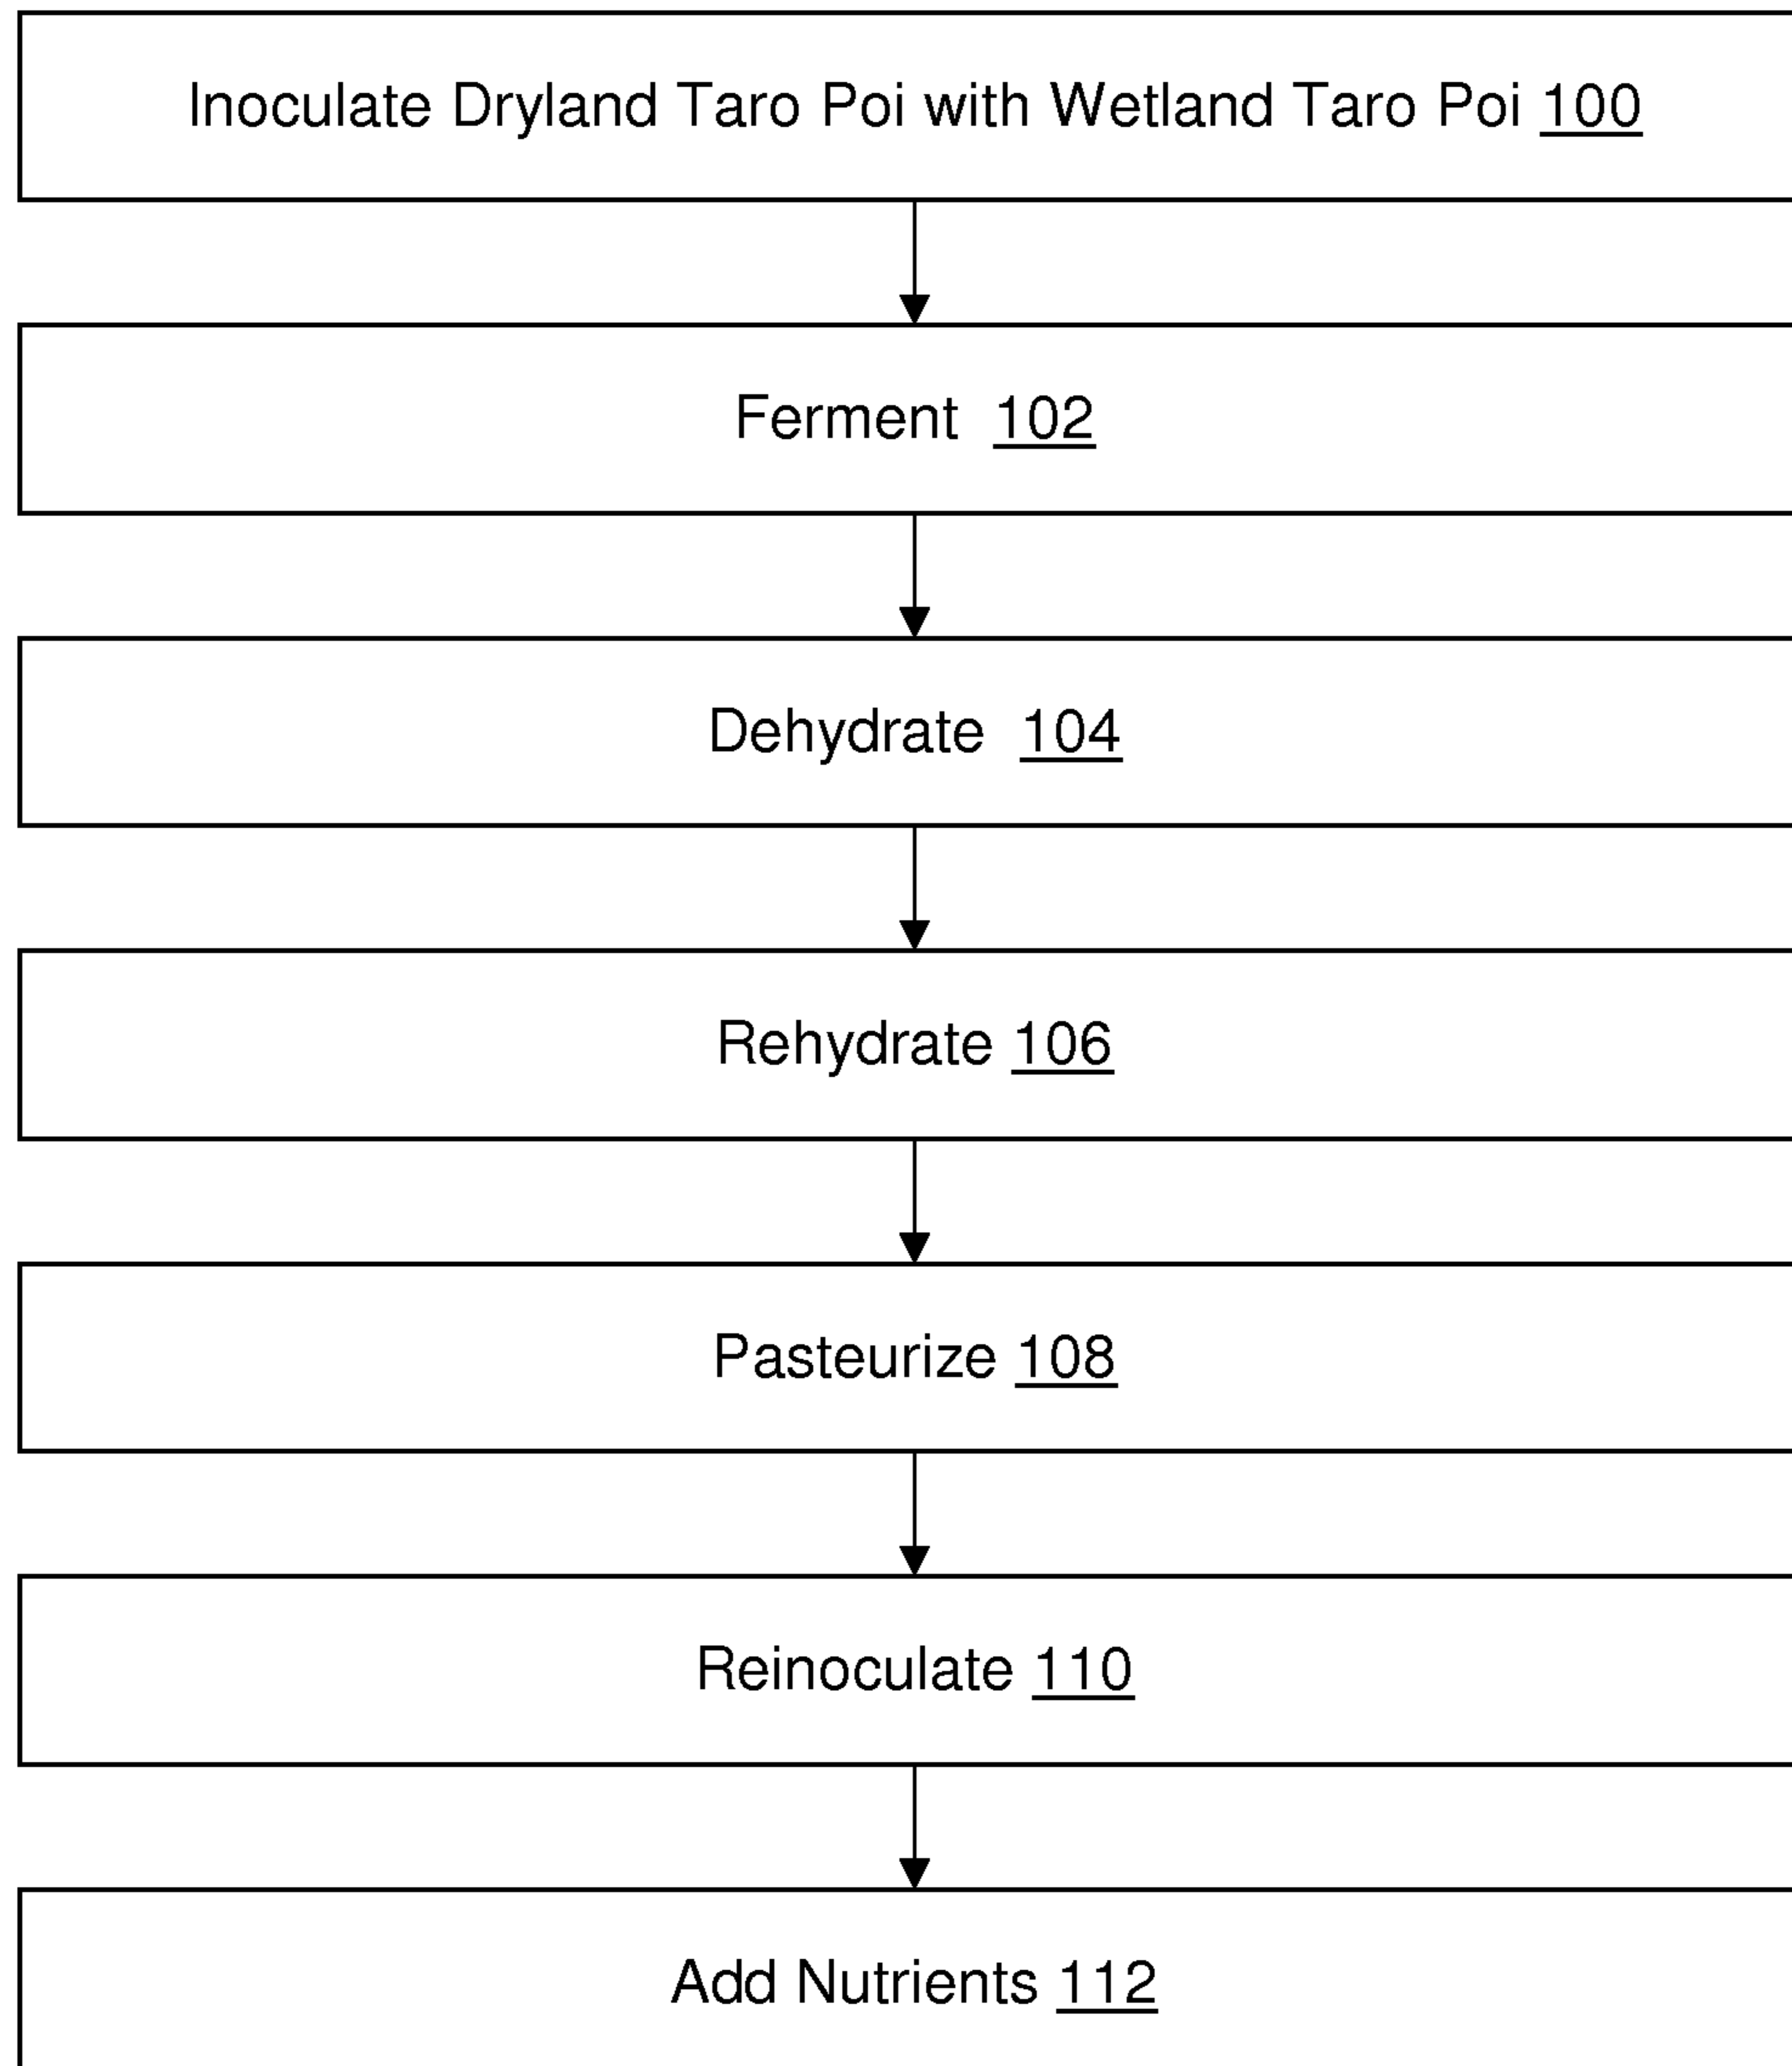 Inoculate Dryland Taro Poi with Wetland Taro Poi 100
Ferment 102
Dehydrate 104
Rehydrate 106
Pasteurize 108
Reinoculate 110
Add Nutrients 112